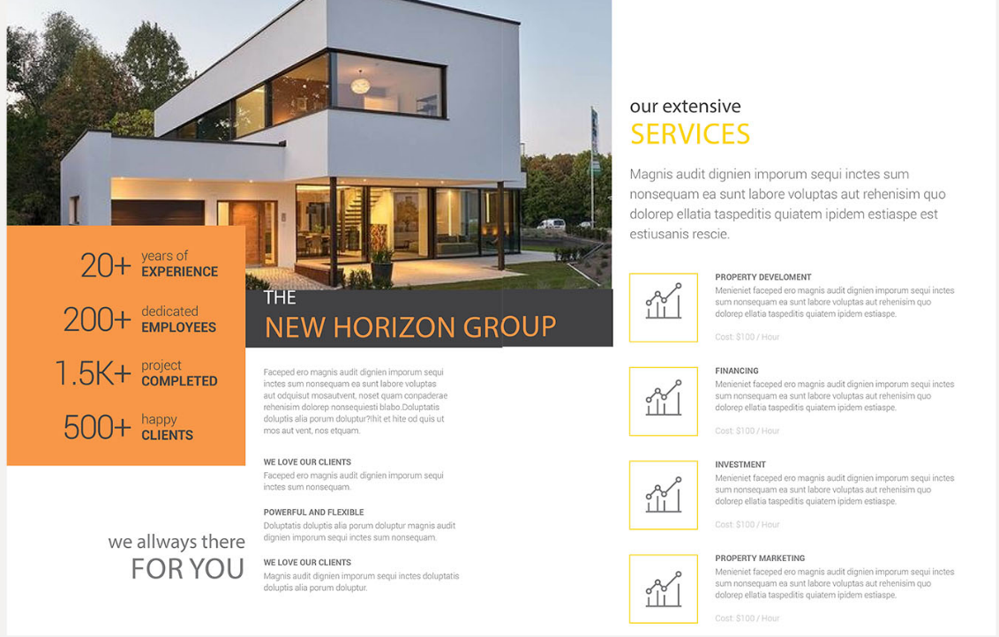 20+ years of
EXPERIENCE
200+ dedicated
EMPLOYEES
1.5K+ project
COMPLETED
500+ happy
CLIENTS
we allways there
FOR YOU
THE
NEW HORIZON GROUP
Faceped ero magnis audit dignien imporum sequi
inctes sum nonsequam ea sunt labore voluptas
aut odquisut mosautvent, noset quam conpaderae
rehenisim dolorep nonsequiesti blabo.Doluptatis
doluptis alia porum doluptur?Ihit et hite od quis ut
mos aut vent, nos etquam.
WE LOVE OUR CLIENTS
Faceped ero magnis audit dignien imporum sequi
inctes sum nonsequam.
POWERFUL AND FLEXIBLE
Doluptatis doluptis alia porum doluptur magnis audit
dignien imporum sequi inctes sum nonsequam.
WE LOVE OUR CLIENTS
Magnis audit dignien imporum sequi inctes doluptatis
doluptis alia porum doluptur.
our extensive
SERVICES
Magnis audit dignien imporum sequi inctes sum
nonsequam ea sunt labore voluptas aut rehenisim quo
dolorep ellatia taspeditis quiatem ipidem estiaspe est
estiusanis rescie.
PROPERTY DEVELOMENT
Menieniet faceped ero magnis audit dignien imporum sequi inctes
sum nonsequam ea sunt labore voluptas aut rehenisim quo
dolorep ellatia taspeditis quiatem ipidem estiaspe.
Cost: $100 / Hour
FINANCING
Menieniet faceped ero magnis audit dignien imporum sequi inctes
sum nonsequam ea sunt labore voluptas aut rehenisim quo
dolorep ellatia taspeditis quiatem ipidem estiaspe.
Cost: $100 / Hour
INVESTMENT
Menieniet faceped ero magnis audit dignien imporum sequi inctes
sum nonsequam ea sunt labore voluptas aut rehenisim quo
dolorep ellatia taspeditis quiatem ipidem estiaspe.
Cost: $100 / Hour
PROPERTY MARKETING
Menieniet faceped ero magnis audit dignien imporum sequi inctes
sum nonsequam ea sunt labore voluptas aut rehenisim quo
dolorep ellatia taspeditis quiatem ipidem estiaspe.
Cost: $100 / Hour